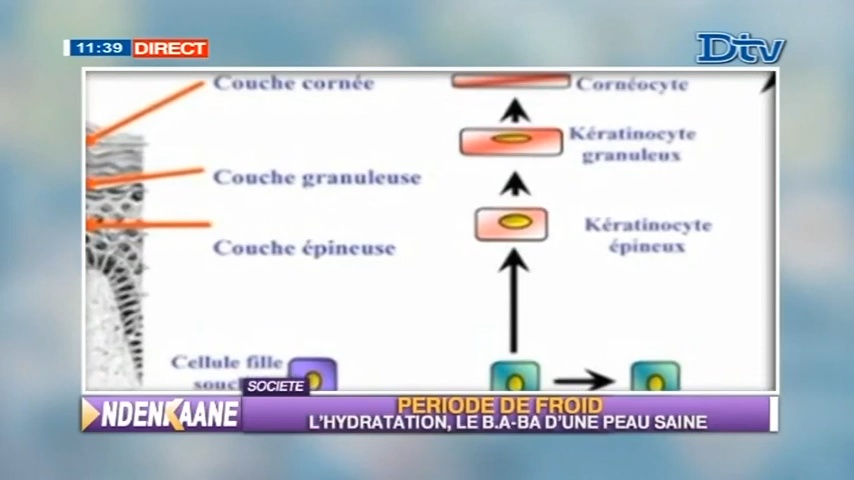 11:39 DIRECT
Dtv
Couche cornée
Cornéocyte
Kératinocyte
granuleux
Couche granuleuse
Kératinocyte
épineux
Couche épineuse
Cellule fille
SOCIETE
NDENKAANE
PERIODE DE FROID
L'HYDRATATION, LE B.A-BA D'UNE PEAU SAINE